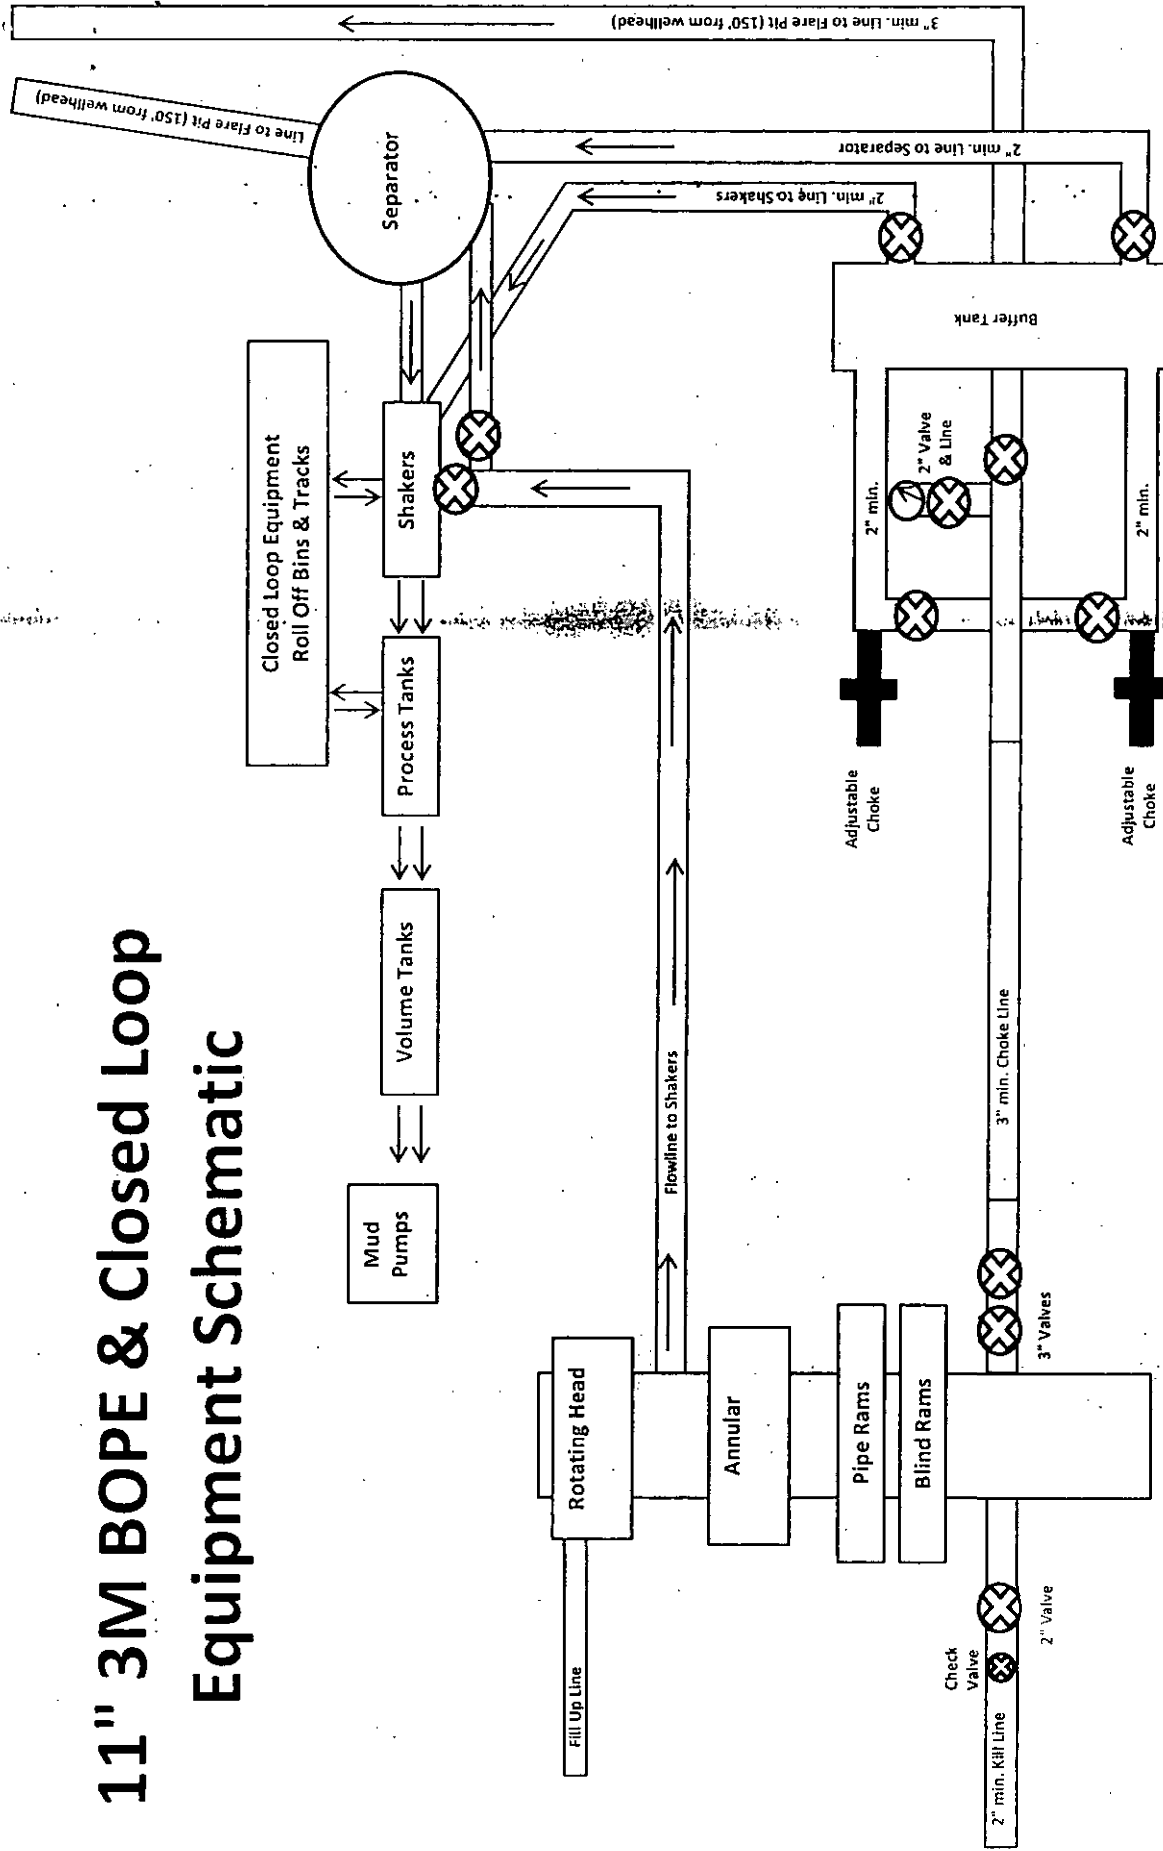 11" 3M BOPE & Closed Loop
Equipment Schematic
Fill Up Line
Rotating Head
Annular
Pipe Rams
Blind Rams
2" min. Kill Line
Check
Valve
2" Valve
3" Valves
3" min. Choke Line
Flowline to Shakers
Mud
Pumps
Volume Tanks
Process Tanks
Shakers
Closed Loop Equipment
Roll Off Bins & Tracks
Separator
Line to Flare Pit (150' from wellhead)
3" min. Line to Flare Pit (150' from wellhead)
2" min. Line to Separator
2" min. Line to Shakers
Buffer Tank
2" Valve
& Line
2" min.
2" min.
Adjustable
Choke
Adjustable
Choke